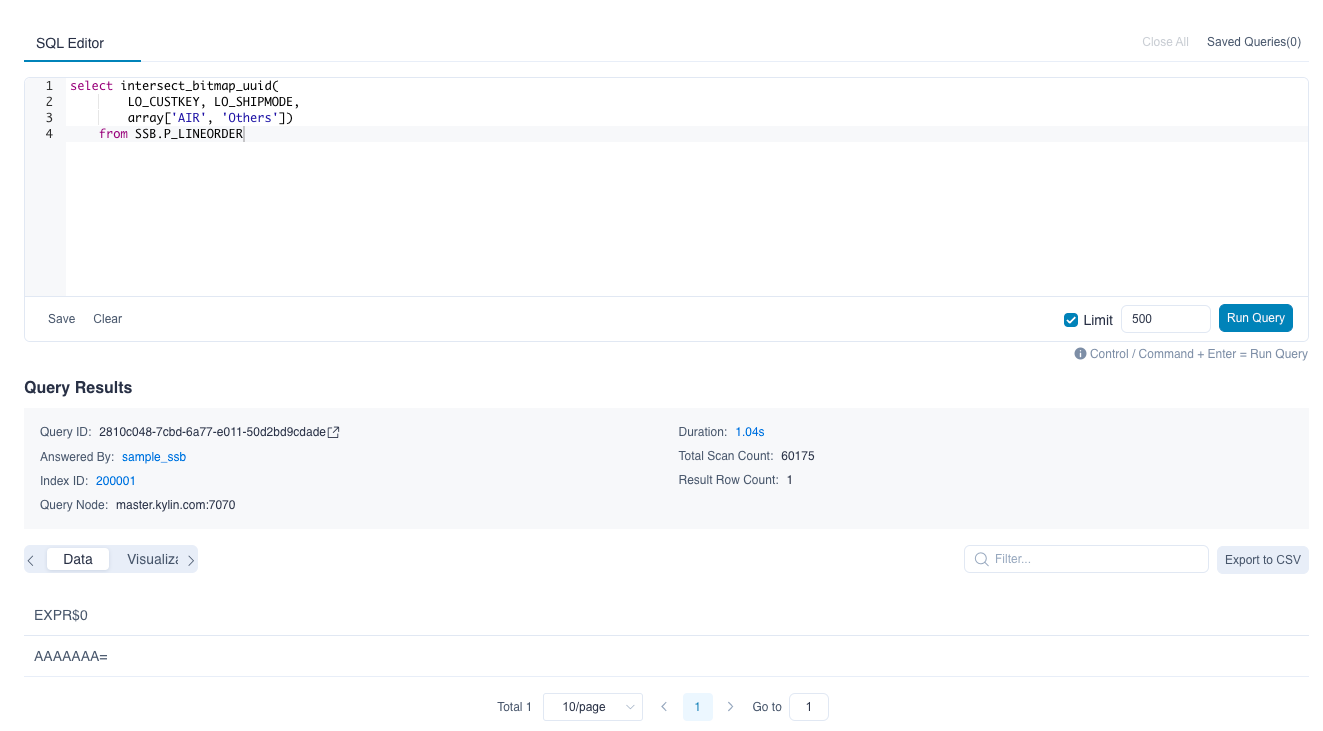 SQL Editor
Close All
Saved Queries(0)
1 select intersect_bitmap_uuid(
2 LO_CUSTKEY, LO_SHIPMODE,
3 array['AIR', 'Others'])
4 from SSB.P_LINEORDER
Save
Clear
Limit
500
Run Query
Control / Command + Enter = Run Query
Query Results
Query ID: 2810c048-7cbd-6a77-e011-50d2bd9cdade
Duration: 1.04s
Answered By: sample_ssb
Total Scan Count: 60175
Index ID: 200001
Result Row Count: 1
Query Node: master.kylin.com:7070
Data
Visualiza
Filter...
Export to CSV
EXPR$0
AAAAAAA=
Total 1
10/page
1
Go to
1